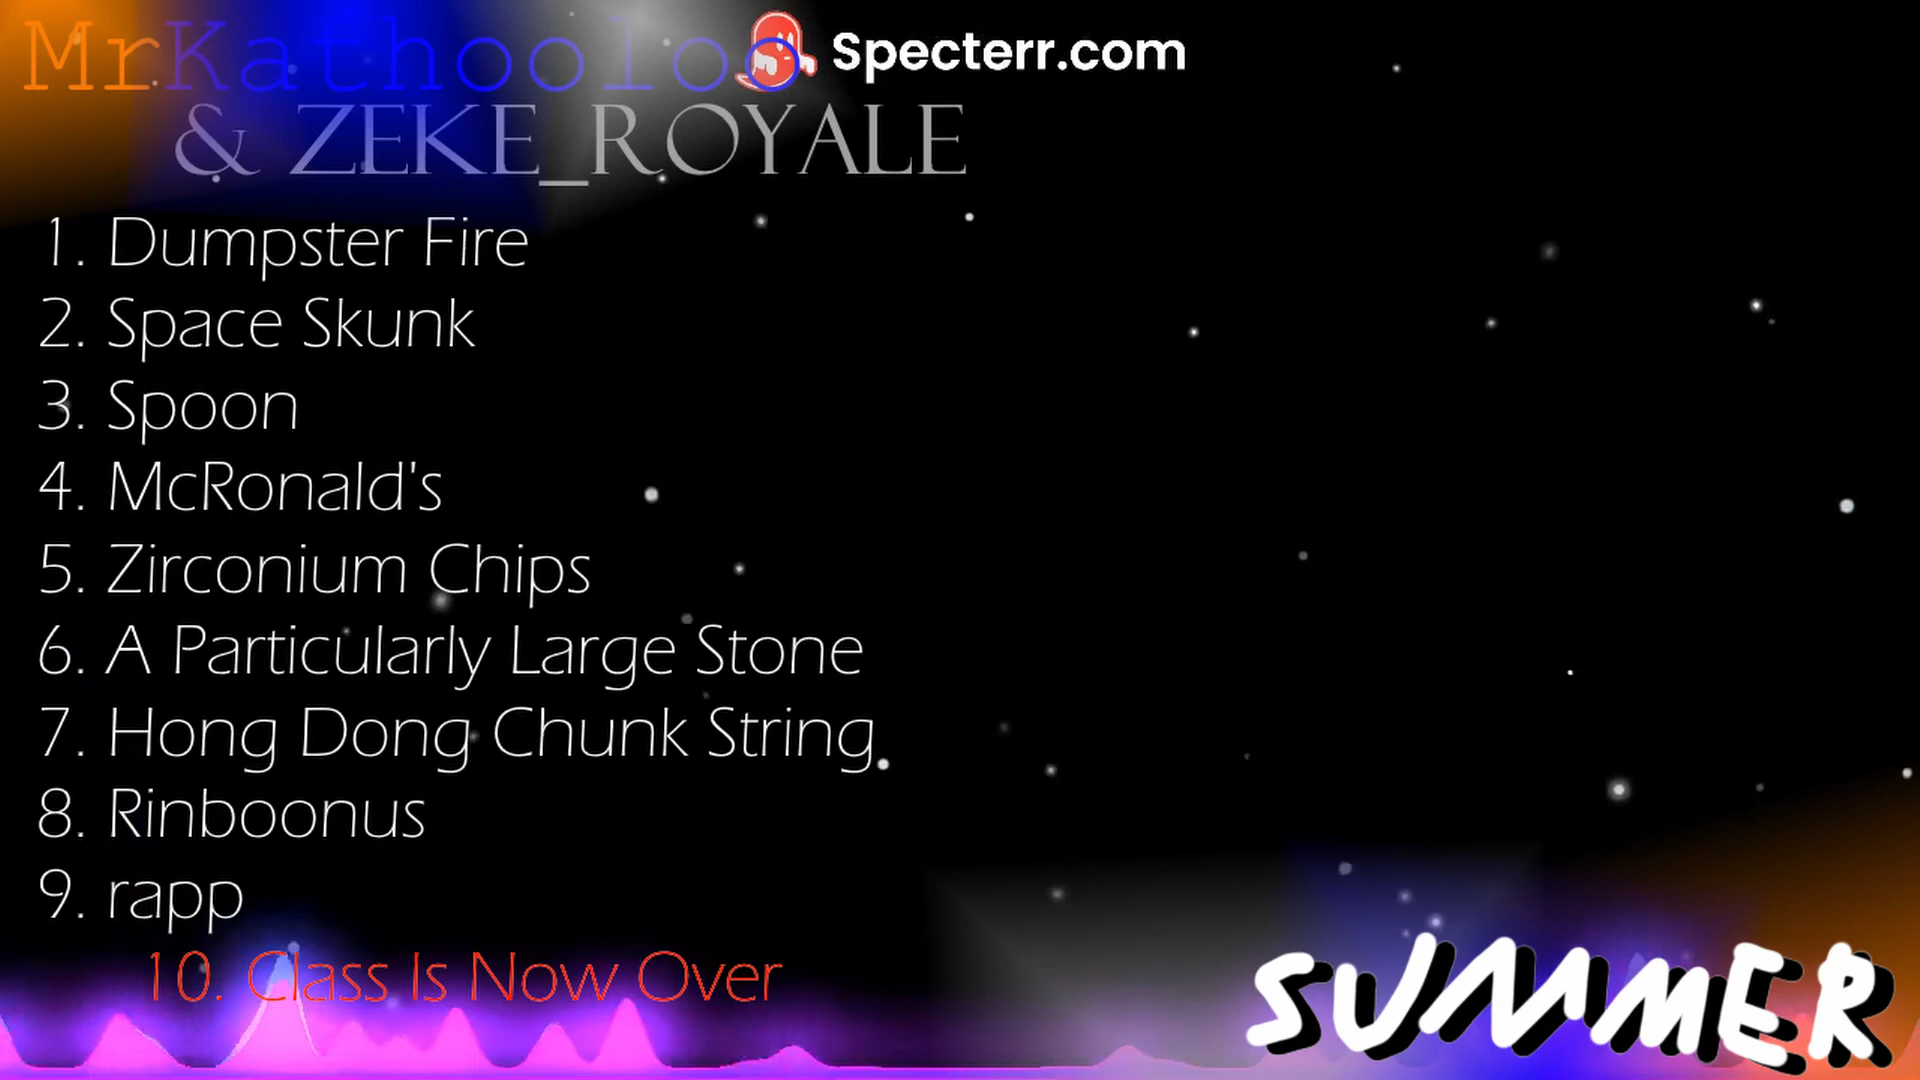 MrKathooloo
Specterr.com
& ZEKE_ROYALE
1. Dumpster Fire
2. Space Skunk
3. Spoon
4. McRonald's
5. Zirconium Chips
6. A Particularly Large Stone
7. Hong Dong Chunk String
8. Rinboonus
9. rapp
10. Class Is Now Over
SUMMER